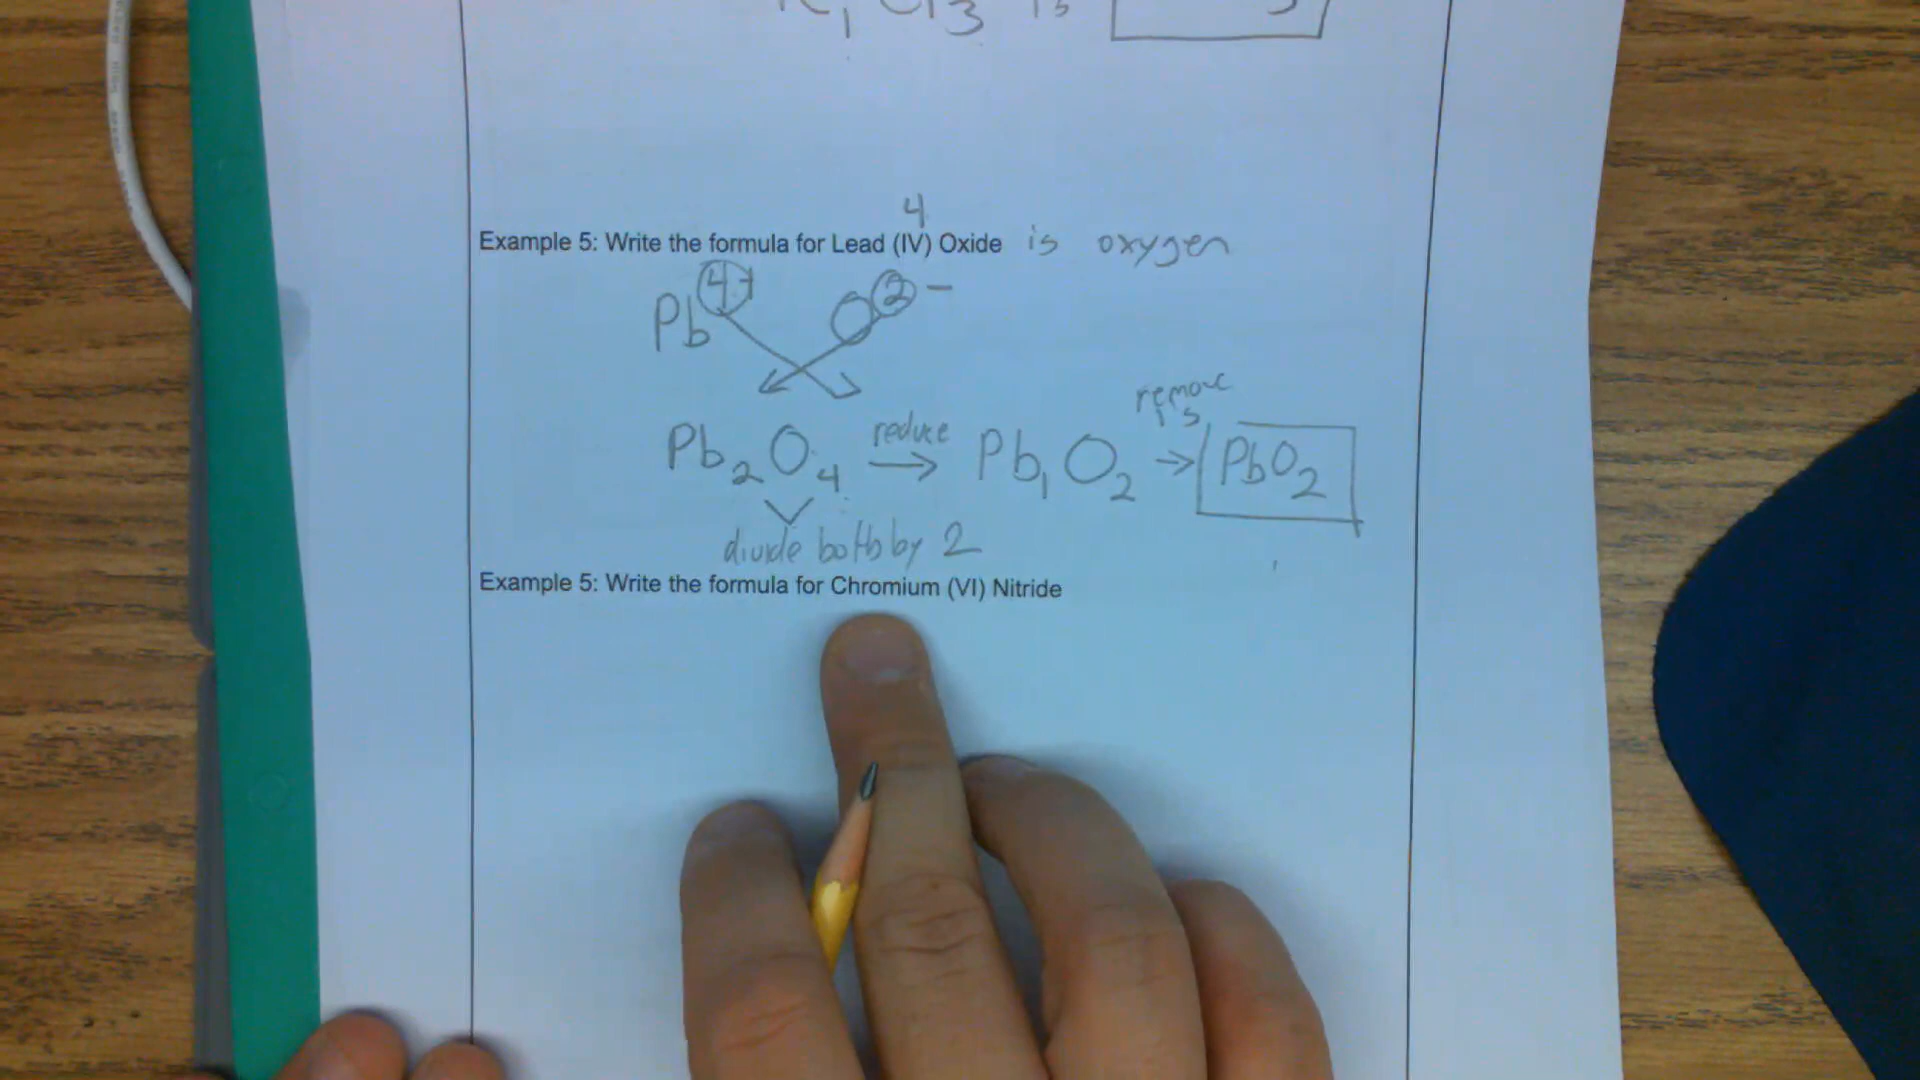 is
4
Example 5: Write the formula for Lead (IV) Oxide is oxygen
Pb 4+ O 2 -
Pb2O4 reduce → Pb1O2 remove 1s → PbO2
divide both by 2
Example 5: Write the formula for Chromium (VI) Nitride